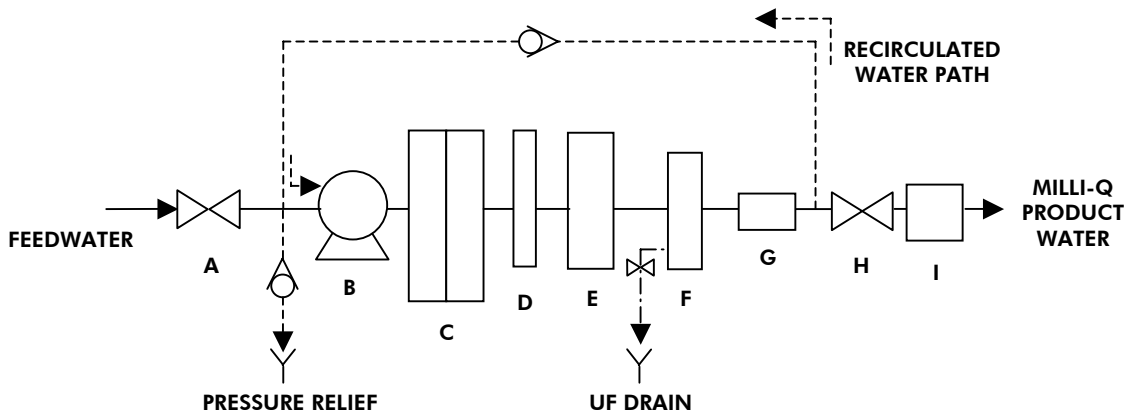 RECIRCULATED
WATER PATH
FEEDWATER
MILLI-Q
PRODUCT
WATER
A
B
C
D
E
F
G
H
I
PRESSURE RELIEF
UF DRAIN